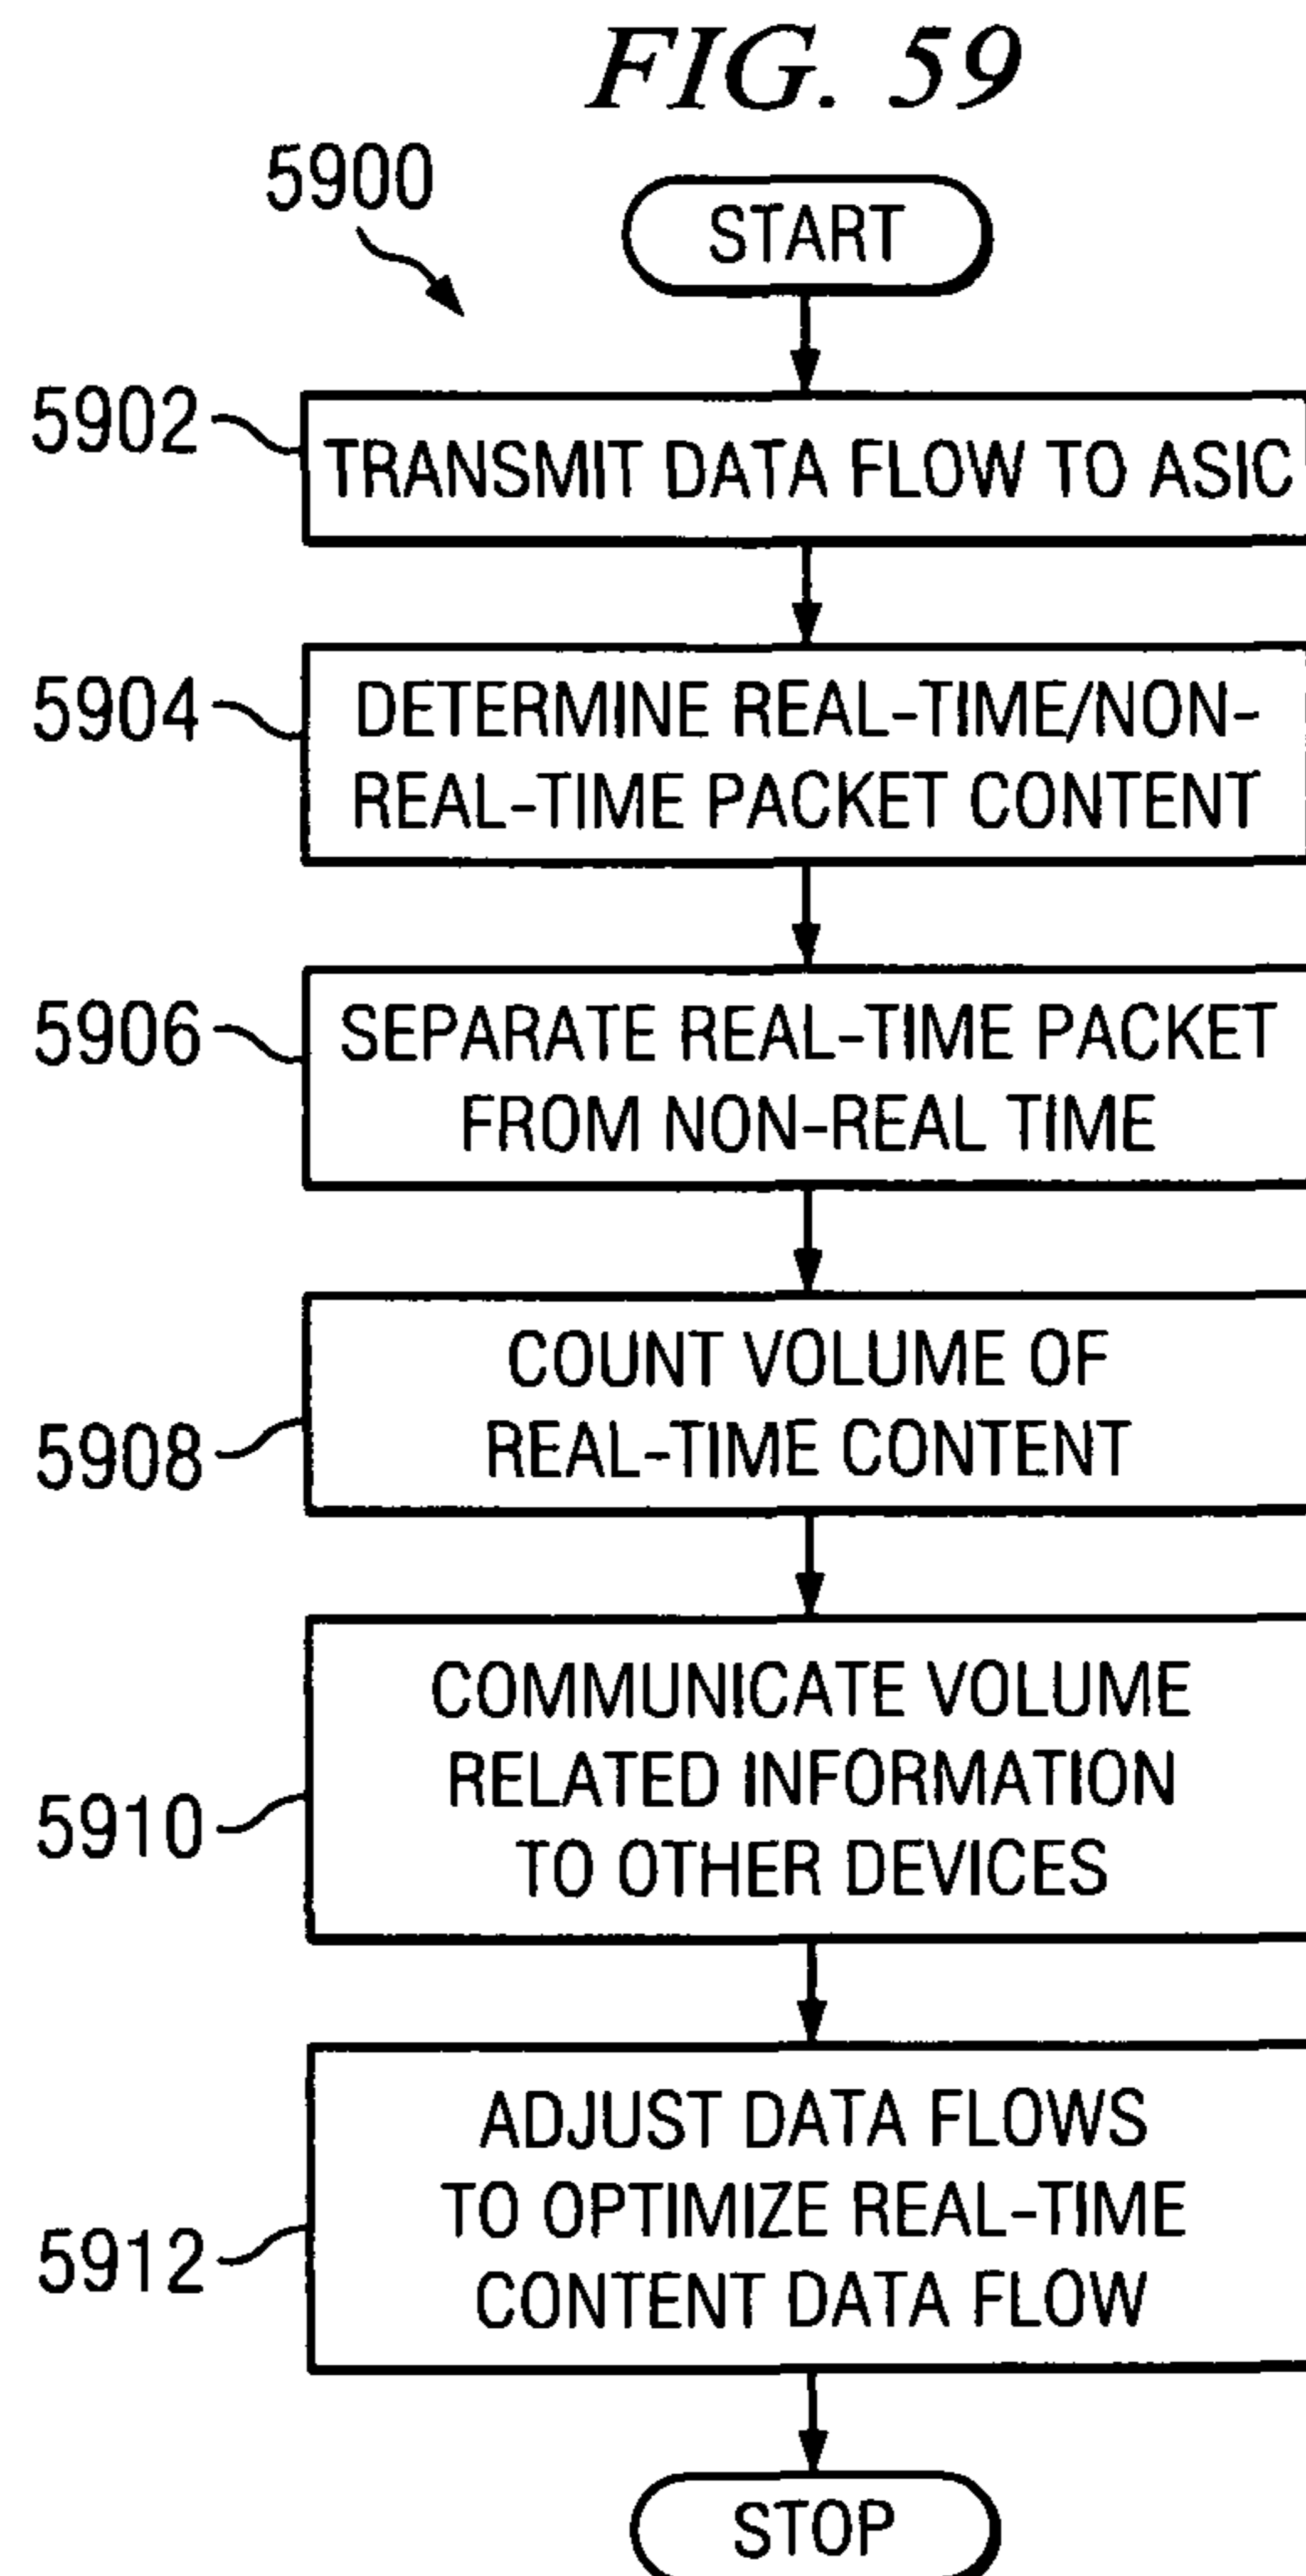 FIG. 59
5900
START
5902
TRANSMIT DATA FLOW TO ASIC
5904
DETERMINE REAL-TIME/NON-
REAL-TIME PACKET CONTENT
5906
SEPARATE REAL-TIME PACKET
FROM NON-REAL TIME
5908
COUNT VOLUME OF
REAL-TIME CONTENT
5910
COMMUNICATE VOLUME
RELATED INFORMATION
TO OTHER DEVICES
5912
ADJUST DATA FLOWS
TO OPTIMIZE REAL-TIME
CONTENT DATA FLOW
STOP